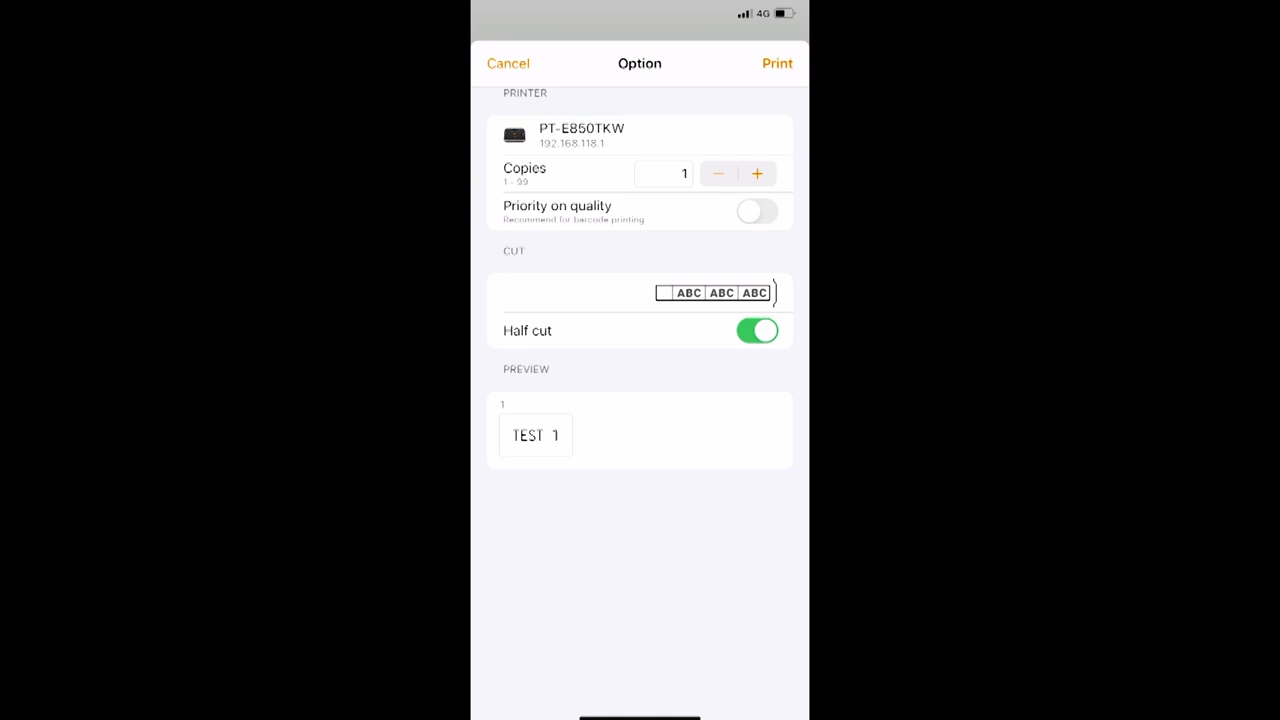 4G
Cancel Option Print
PRINTER
PT-E850TKW
192.168.118.1
Copies 1 − +
1 - 99
Priority on quality
Recommend for barcode printing
CUT
ABC ABC ABC
Half cut
PREVIEW
1
TEST 1